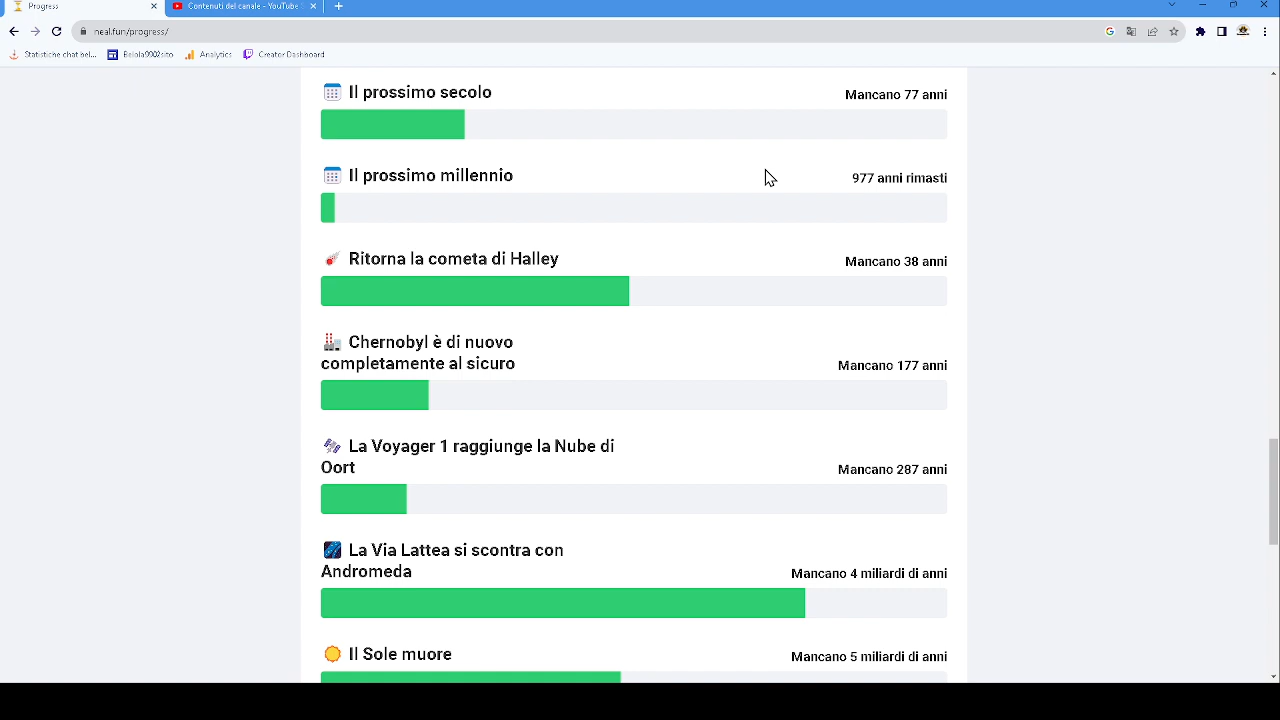 Progress
Contenuti del canale - YouTube
neal.fun/progress/
Statistiche chat bel...
Beiola9902sito
Analytics
Creator Dashboard
Il prossimo secolo
Mancano 77 anni
Il prossimo millennio
977 anni rimasti
Ritorna la cometa di Halley
Mancano 38 anni
Chernobyl è di nuovo
completamente al sicuro
Mancano 177 anni
La Voyager 1 raggiunge la Nube di
Oort
Mancano 287 anni
La Via Lattea si scontra con
Andromeda
Mancano 4 miliardi di anni
Il Sole muore
Mancano 5 miliardi di anni